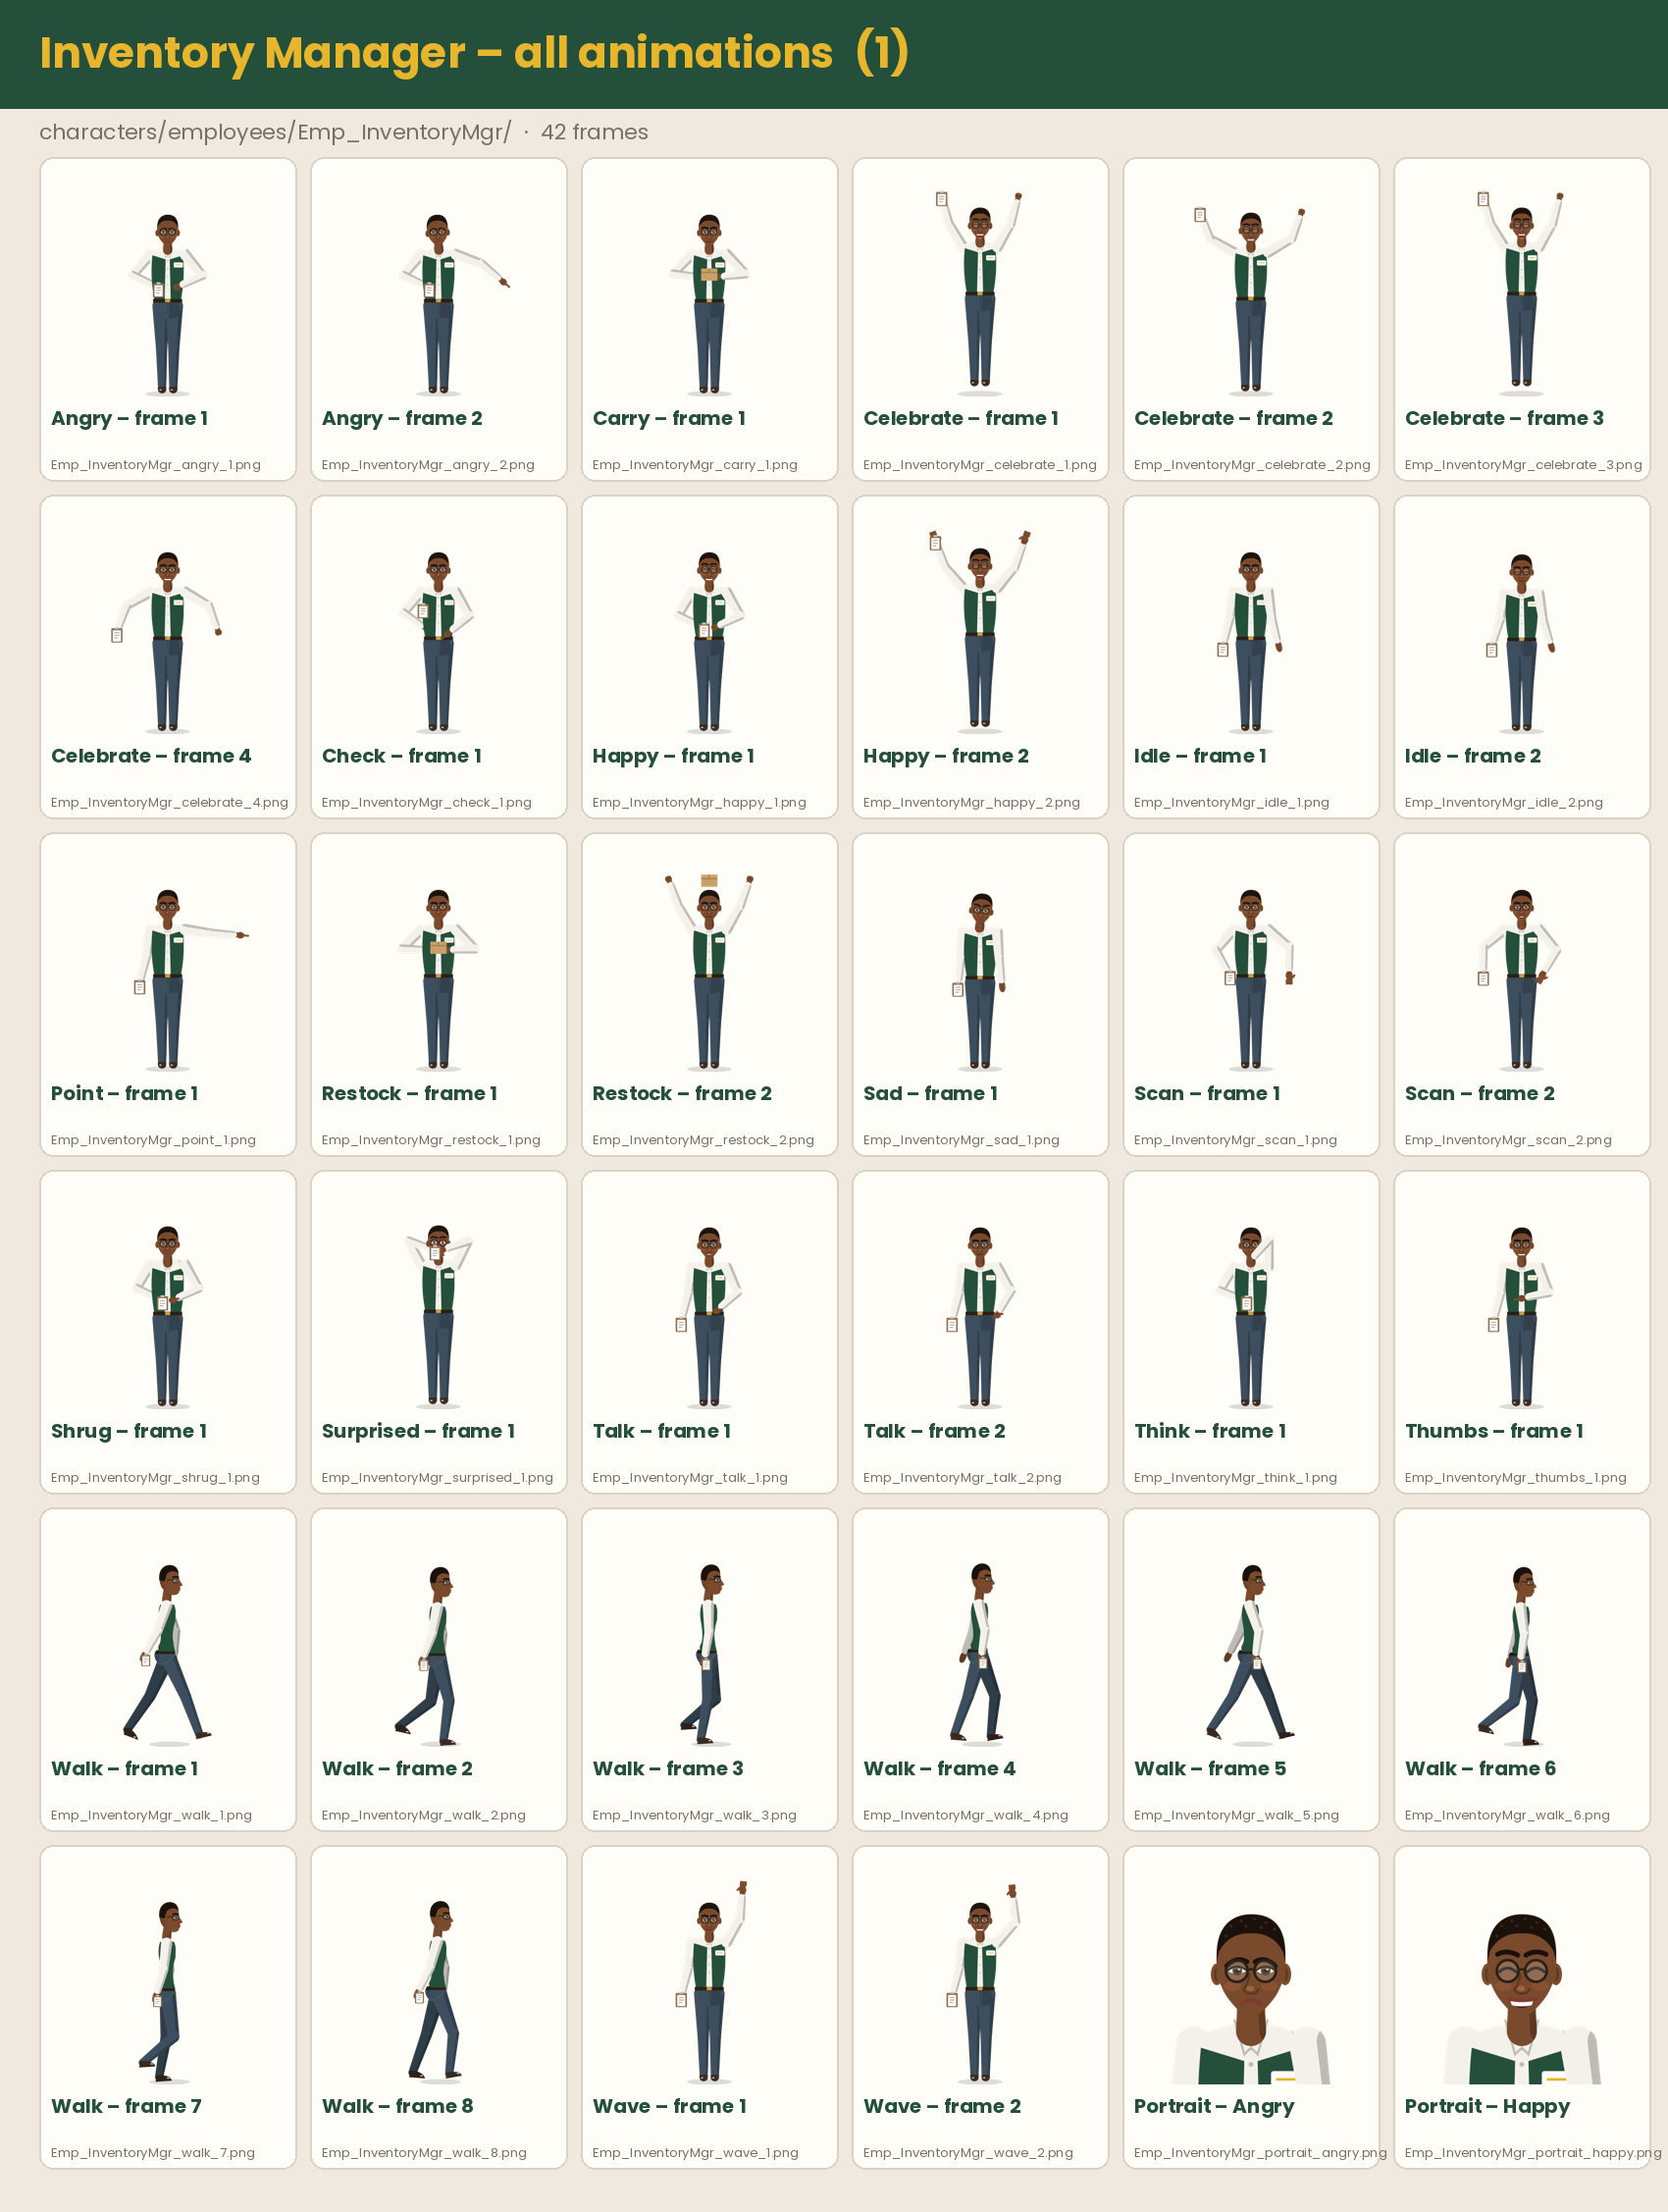 Inventory Manager – all animations (1)
characters/employees/Emp_InventoryMgr/ · 42 frames
Angry – frame 1
Emp_InventoryMgr_angry_1.png
Angry – frame 2
Emp_InventoryMgr_angry_2.png
Carry – frame 1
Emp_InventoryMgr_carry_1.png
Celebrate – frame 1
Emp_InventoryMgr_celebrate_1.png
Celebrate – frame 2
Emp_InventoryMgr_celebrate_2.png
Celebrate – frame 3
Emp_InventoryMgr_celebrate_3.png
Celebrate – frame 4
Emp_InventoryMgr_celebrate_4.png
Check – frame 1
Emp_InventoryMgr_check_1.png
Happy – frame 1
Emp_InventoryMgr_happy_1.png
Happy – frame 2
Emp_InventoryMgr_happy_2.png
Idle – frame 1
Emp_InventoryMgr_idle_1.png
Idle – frame 2
Emp_InventoryMgr_idle_2.png
Point – frame 1
Emp_InventoryMgr_point_1.png
Restock – frame 1
Emp_InventoryMgr_restock_1.png
Restock – frame 2
Emp_InventoryMgr_restock_2.png
Sad – frame 1
Emp_InventoryMgr_sad_1.png
Scan – frame 1
Emp_InventoryMgr_scan_1.png
Scan – frame 2
Emp_InventoryMgr_scan_2.png
Shrug – frame 1
Emp_InventoryMgr_shrug_1.png
Surprised – frame 1
Emp_InventoryMgr_surprised_1.png
Talk – frame 1
Emp_InventoryMgr_talk_1.png
Talk – frame 2
Emp_InventoryMgr_talk_2.png
Think – frame 1
Emp_InventoryMgr_think_1.png
Thumbs – frame 1
Emp_InventoryMgr_thumbs_1.png
Walk – frame 1
Emp_InventoryMgr_walk_1.png
Walk – frame 2
Emp_InventoryMgr_walk_2.png
Walk – frame 3
Emp_InventoryMgr_walk_3.png
Walk – frame 4
Emp_InventoryMgr_walk_4.png
Walk – frame 5
Emp_InventoryMgr_walk_5.png
Walk – frame 6
Emp_InventoryMgr_walk_6.png
Walk – frame 7
Emp_InventoryMgr_walk_7.png
Walk – frame 8
Emp_InventoryMgr_walk_8.png
Wave – frame 1
Emp_InventoryMgr_wave_1.png
Wave – frame 2
Emp_InventoryMgr_wave_2.png
Portrait – Angry
Emp_InventoryMgr_portrait_angry.png
Portrait – Happy
Emp_InventoryMgr_portrait_happy.png